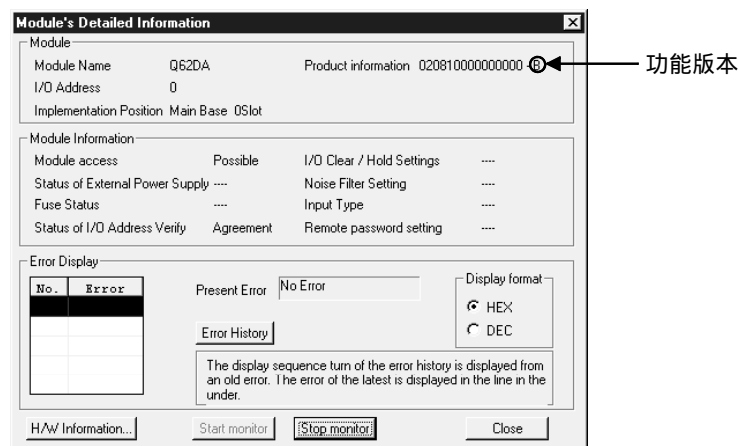 Module's Detailed Information
Module
Module Name Q62DA Product information 020810000000000 -B
功能版本
I/O Address 0
Implementation Position Main Base 0Slot
Module Information
Module access Possible I/O Clear / Hold Settings ----
Status of External Power Supply ---- Noise Filter Setting ----
Fuse Status ---- Input Type ----
Status of I/O Address Verify Agreement Remote password setting ----
Error Display
No. Error
Present Error No Error
Display format
HEX
DEC
Error History
The display sequence turn of the error history is displayed from
an old error. The error of the latest is displayed in the line in the
under.
H/W Information... Start monitor Stop monitor Close